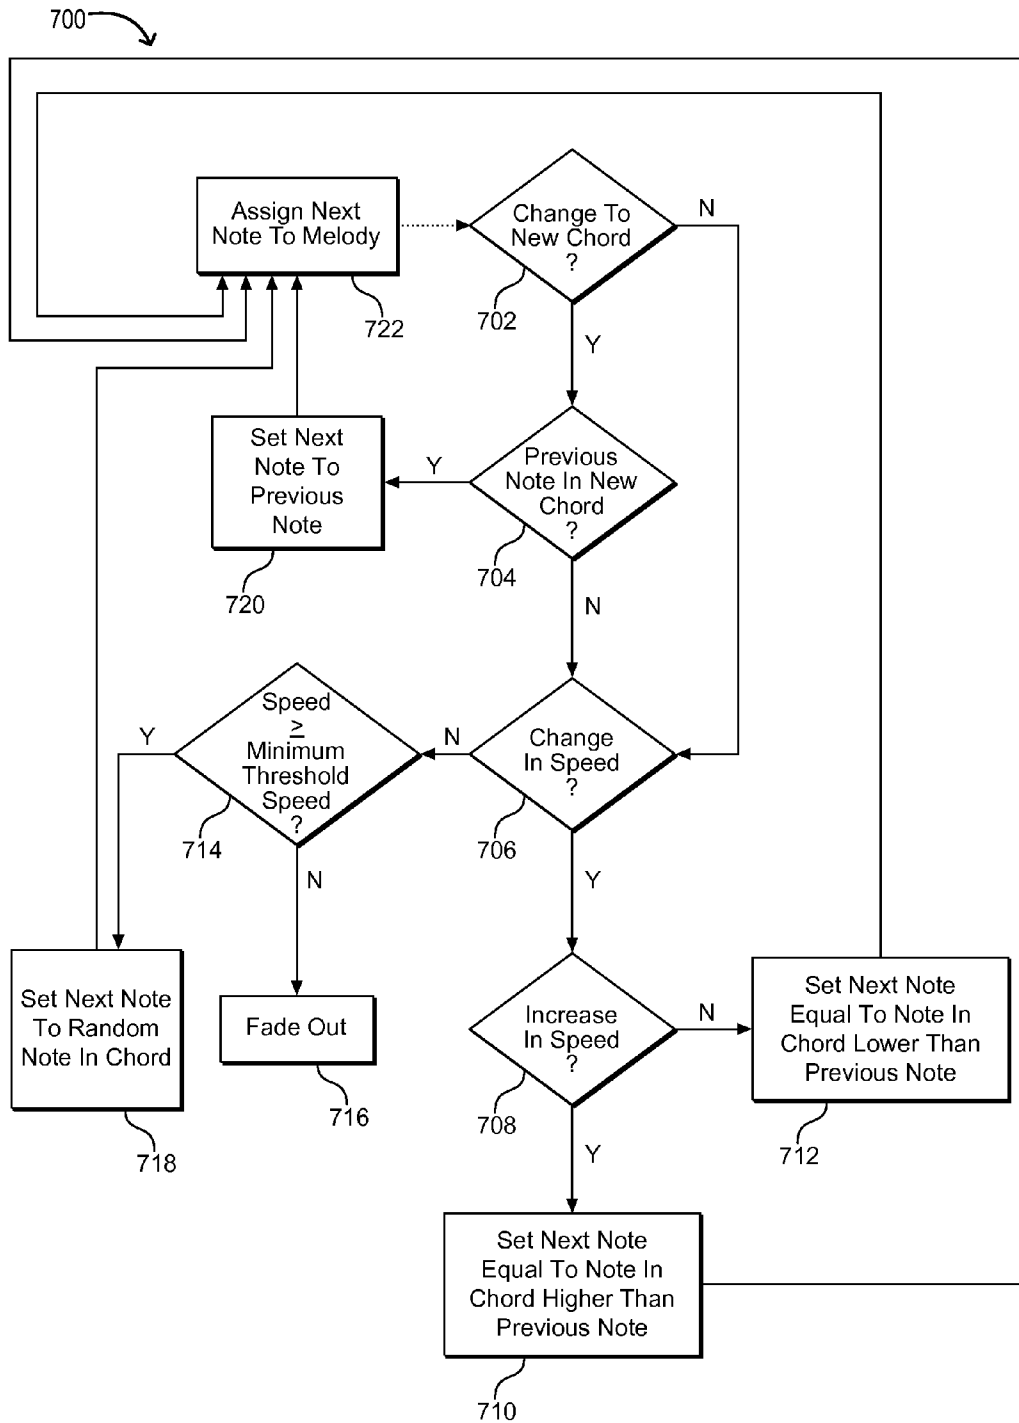 700
Assign Next
Note To Melody
722
Change To
New Chord
?
702
N
Y
Set Next
Note To
Previous
Note
720
Y
Previous
Note In New
Chord
?
704
N
Speed
≥
Minimum
Threshold
Speed
?
714
Y
N
N
Change
In Speed
?
706
Y
Set Next Note
To Random
Note In Chord
718
Fade Out
716
Increase
In Speed
?
708
N
Y
Set Next Note
Equal To Note In
Chord Lower Than
Previous Note
712
Set Next Note
Equal To Note In
Chord Higher Than
Previous Note
710